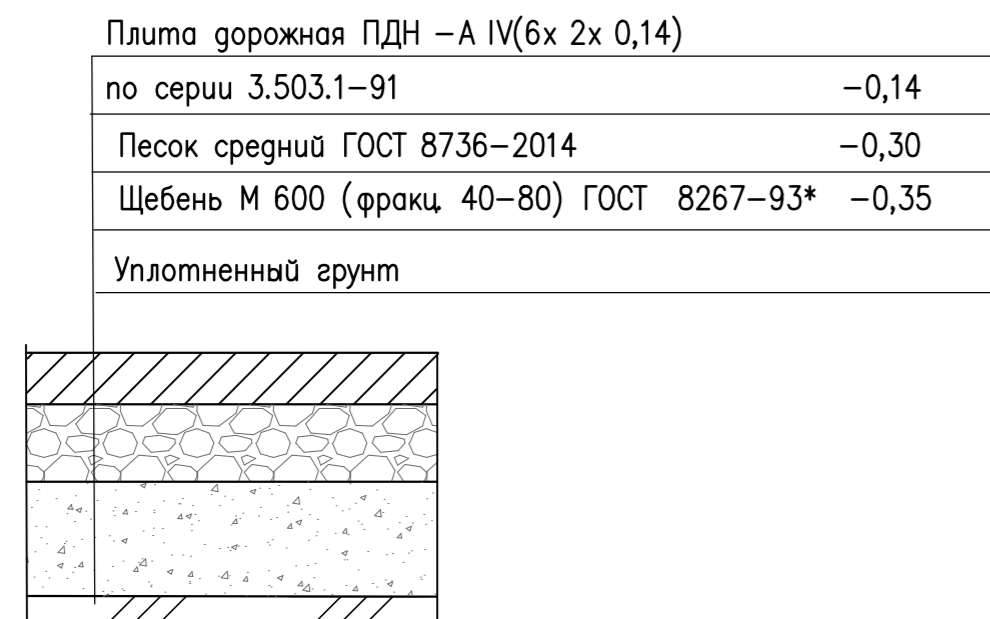 Плита дорожная ПДН –А IV(6х 2х 0,14)
по серии 3.503.1–91 –0,14
Песок средний ГОСТ 8736–2014 –0,30
Щебень М 600 (фракц. 40–80) ГОСТ 8267–93* –0,35
Уплотненный грунт